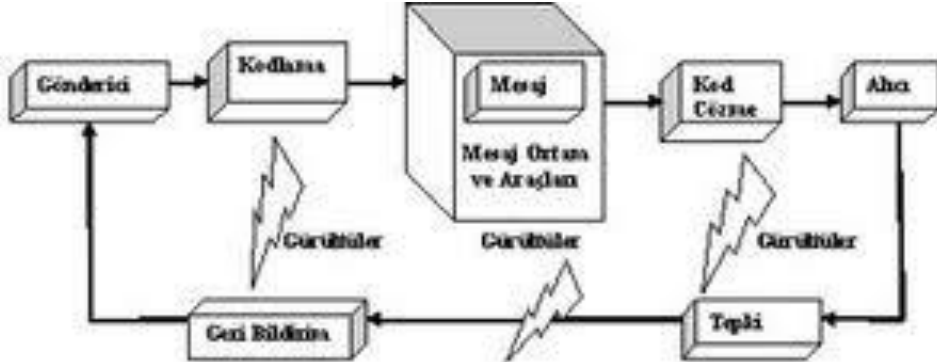 Gönderici
Kodlama
Mesaj
Mesaj Ortam
ve Araçları
Kod
Çözme
Alıcı
Gürültüler
Gürültüler
Gürültüler
Geri Bildirim
Tepki